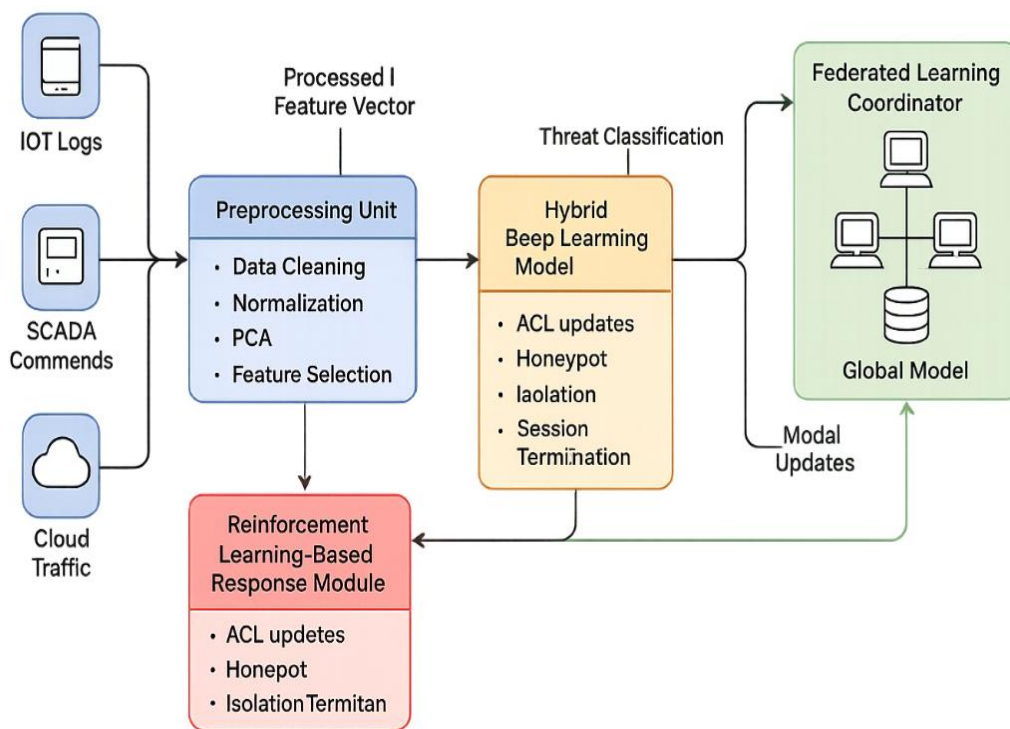 IOT Logs
SCADA
Commends
Cloud
Traffic
Processed I
Feature Vector
Preprocessing Unit
• Data Cleaning
• Normalization
• PCA
• Feature Selection
Reinforcement
Learning-Based
Response Module
• ACL updetes
• Honepot
• Isolation Termitan
Threat Classification
Hybrid
Beep Learning
Model
• ACL updates
• Honeypot
• Iaolation
• Session
Termination
Federated Learning
Coordinator
Global Model
Modal
Updates